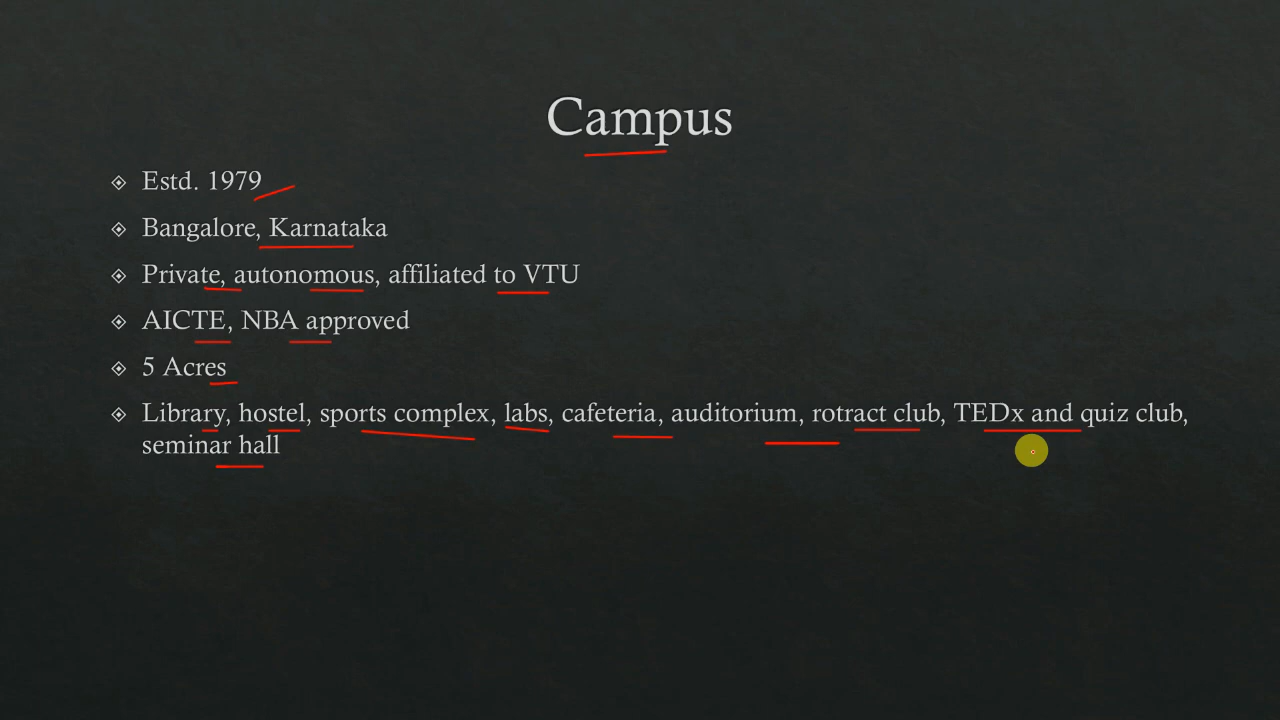 Campus
Estd. 1979
Bangalore, Karnataka
Private, autonomous, affiliated to VTU
AICTE, NBA approved
5 Acres
Library, hostel, sports complex, labs, cafeteria, auditorium, rotract club, TEDx and quiz club,
seminar hall